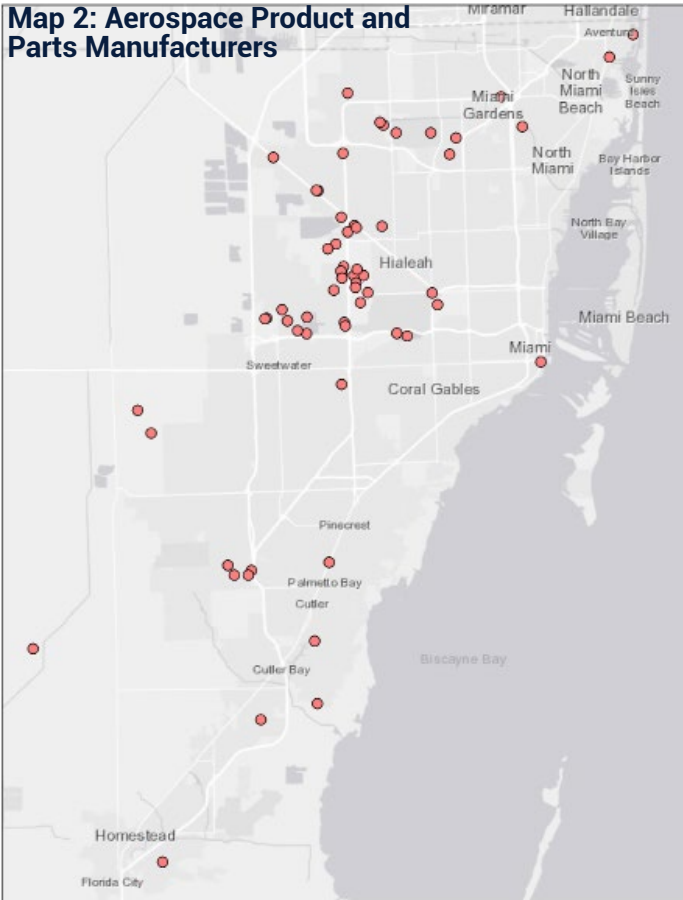 Map 2: Aerospace Product and
Parts Manufacturers
Miramar
Hallandale
Aventura
North
Miami
Beach
Sunny
Isles
Beach
Miami
Gardens
North
Miami
Bay Harbor
Islands
North Bay
Village
Hialeah
Miami Beach
Miami
Sweetwater
Coral Gables
Pinecrest
Palmetto Bay
Cutler
Biscayne Bay
Cutler Bay
Homestead
Florida City